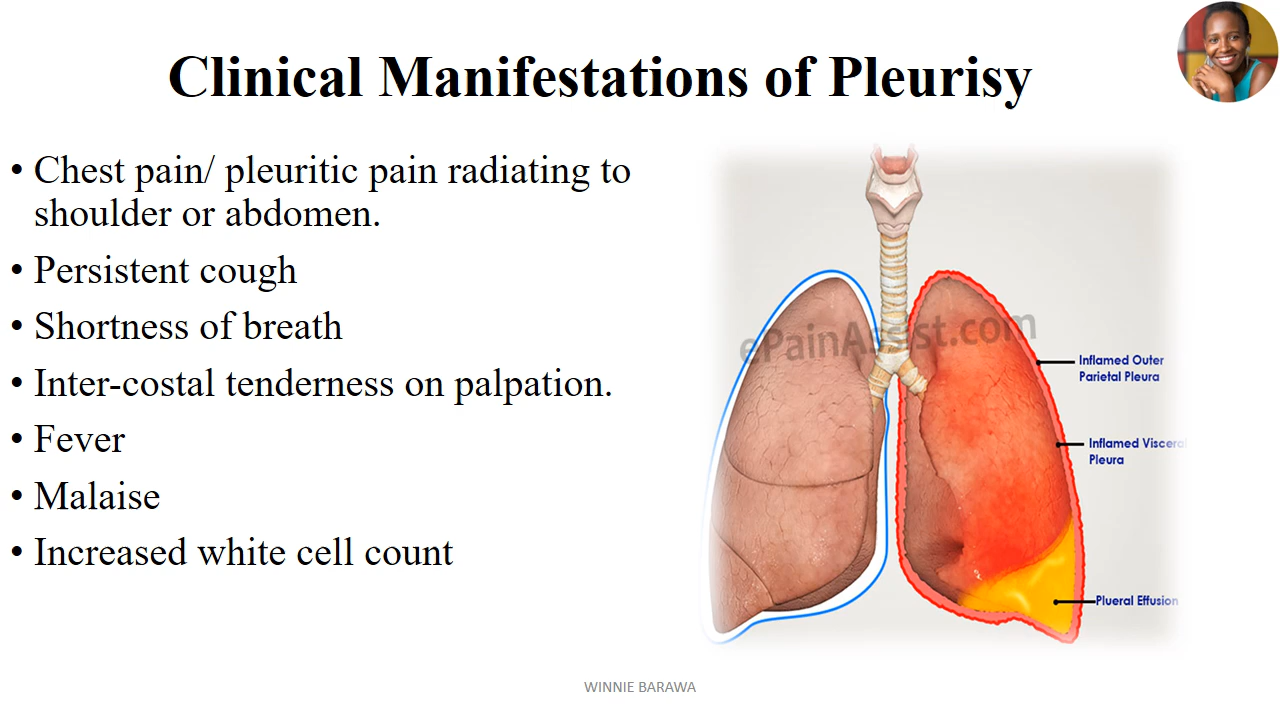 Clinical Manifestations of Pleurisy
• Chest pain/ pleuritic pain radiating to
shoulder or abdomen.
• Persistent cough
• Shortness of breath
• Inter-costal tenderness on palpation.
• Fever
• Malaise
• Increased white cell count
ePainAssist.com
Inflamed Outer
Parietal Pleura
Inflamed Visceral
Pleura
Plueral Effusion
WINNIE BARAWA